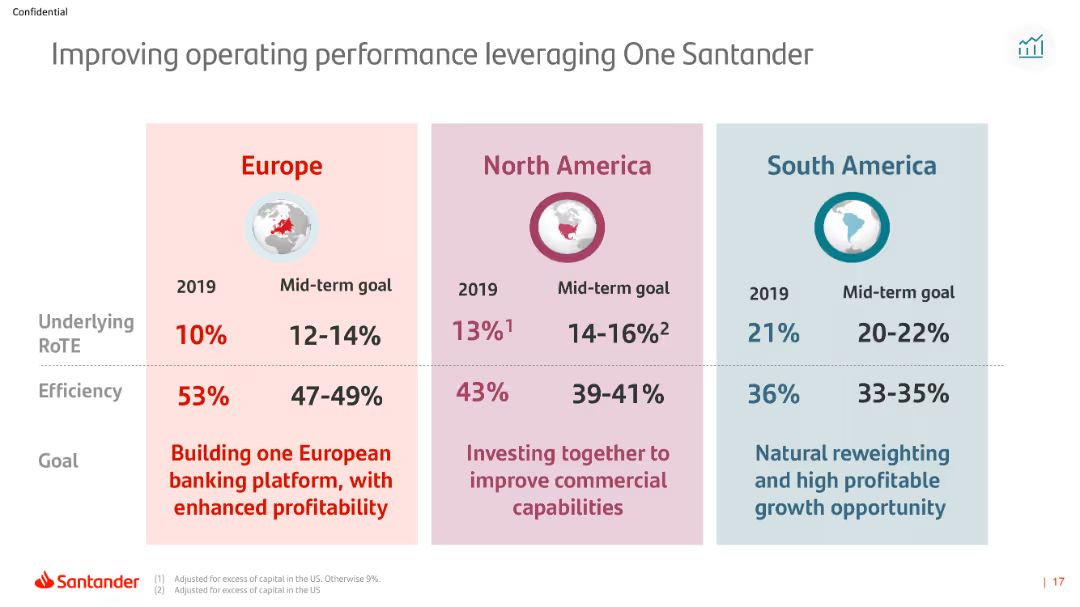 Confidential
Improving operating performance leveraging One Santander
Europe
North America
South America
2019
Mid-term goal
2019
Mid-term goal
2019
Mid-term goal
Underlying
RoTE
10%
12-14%
13%¹
14-16%²
21%
20-22%
Efficiency
53%
47-49%
43%
39-41%
36%
33-35%
Goal
Building one European
banking platform, with
enhanced profitability
Investing together to
improve commercial
capabilities
Natural reweighting
and high profitable
growth opportunity
Santander
(1) Adjusted for excess of capital in the US. Otherwise 9%.
(2) Adjusted for excess of capital in the US
| 17